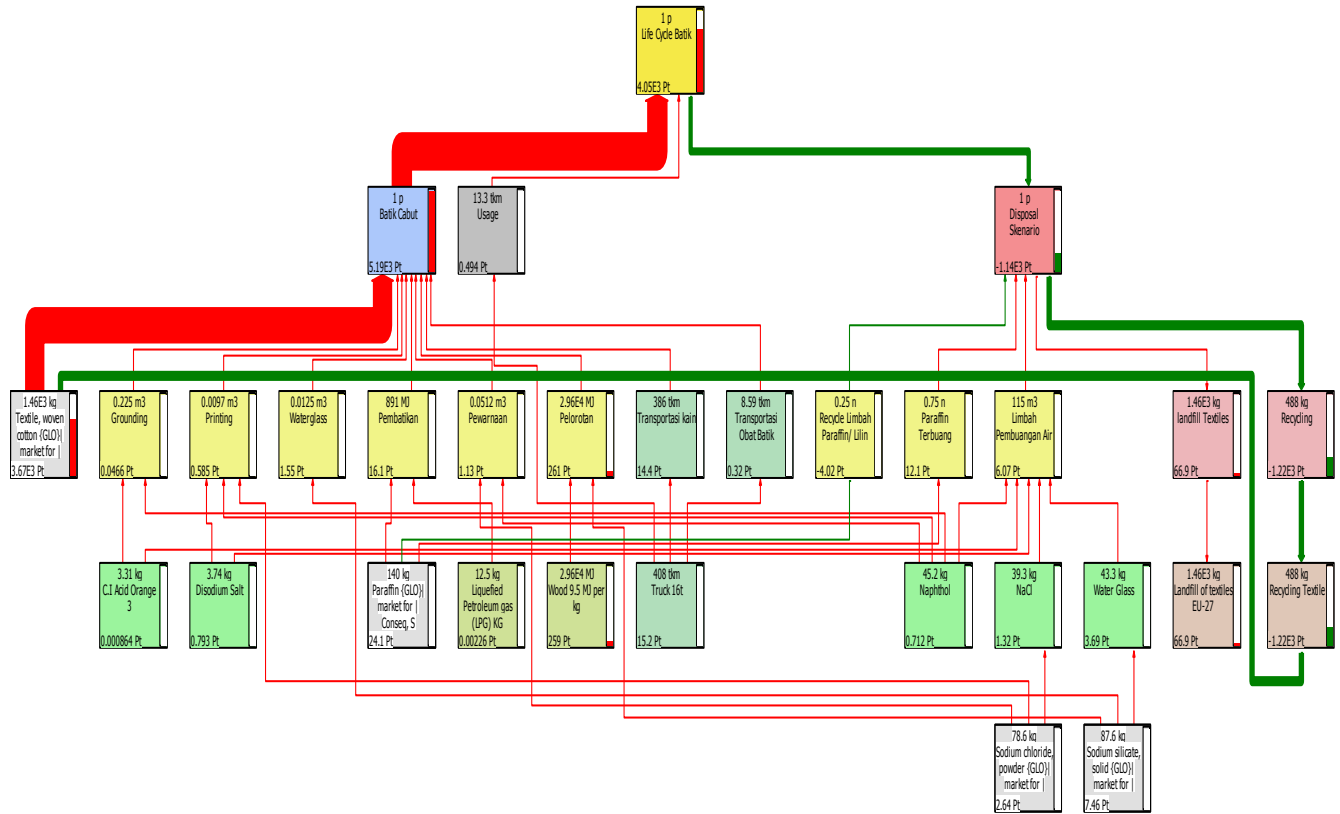 1 p
Life Cycle Batik
4.05E3 Pt
1 p
Batik Cabut
5.19E3 Pt
13.3 tkm
Usage
0.494 Pt
1 p
Disposal
Skenario
-1.14E3 Pt
1.46E3 kg
Textile, woven
cotton {GLO}|
market for |
3.67E3 Pt
0.225 m3
Grounding
0.0466 Pt
0.0097 m3
Printing
0.585 Pt
0.0125 m3
Waterglass
1.55 Pt
891 MJ
Pembatikan
16.1 Pt
0.0512 m3
Pewarnaan
1.13 Pt
2.96E4 MJ
Pelorotan
261 Pt
386 tkm
Transportasi kain
14.4 Pt
8.59 tkm
Transportasi
Obat Batik
0.32 Pt
0.25 n
Recycle Limbah
Paraffin/ Lilin
-4.02 Pt
0.75 n
Paraffin
Terbuang
12.1 Pt
115 m3
Limbah
Pembuangan Air
6.07 Pt
1.46E3 kg
landfill Textiles
66.9 Pt
488 kg
Recycling
-1.22E3 Pt
3.31 kg
C.I Acid Orange
3
0.000864 Pt
3.74 kg
Disodium Salt
0.793 Pt
140 kg
Paraffin {GLO}|
market for |
Conseq, S
24.1 Pt
12.5 kg
Liquefied
Petroleum gas
(LPG) KG
0.00226 Pt
2.96E4 MJ
Wood 9.5 MJ per
kg
259 Pt
408 tkm
Truck 16t
15.2 Pt
45.2 kg
Naphthol
0.712 Pt
39.3 kg
NaCl
1.32 Pt
43.3 kg
Water Glass
3.69 Pt
1.46E3 kg
Landfill of textiles
EU-27
66.9 Pt
488 kg
Recycling Textile
-1.22E3 Pt
78.6 kg
Sodium chloride,
powder {GLO}|
market for |
2.64 Pt
87.6 kg
Sodium silicate,
solid {GLO}|
market for |
7.46 Pt